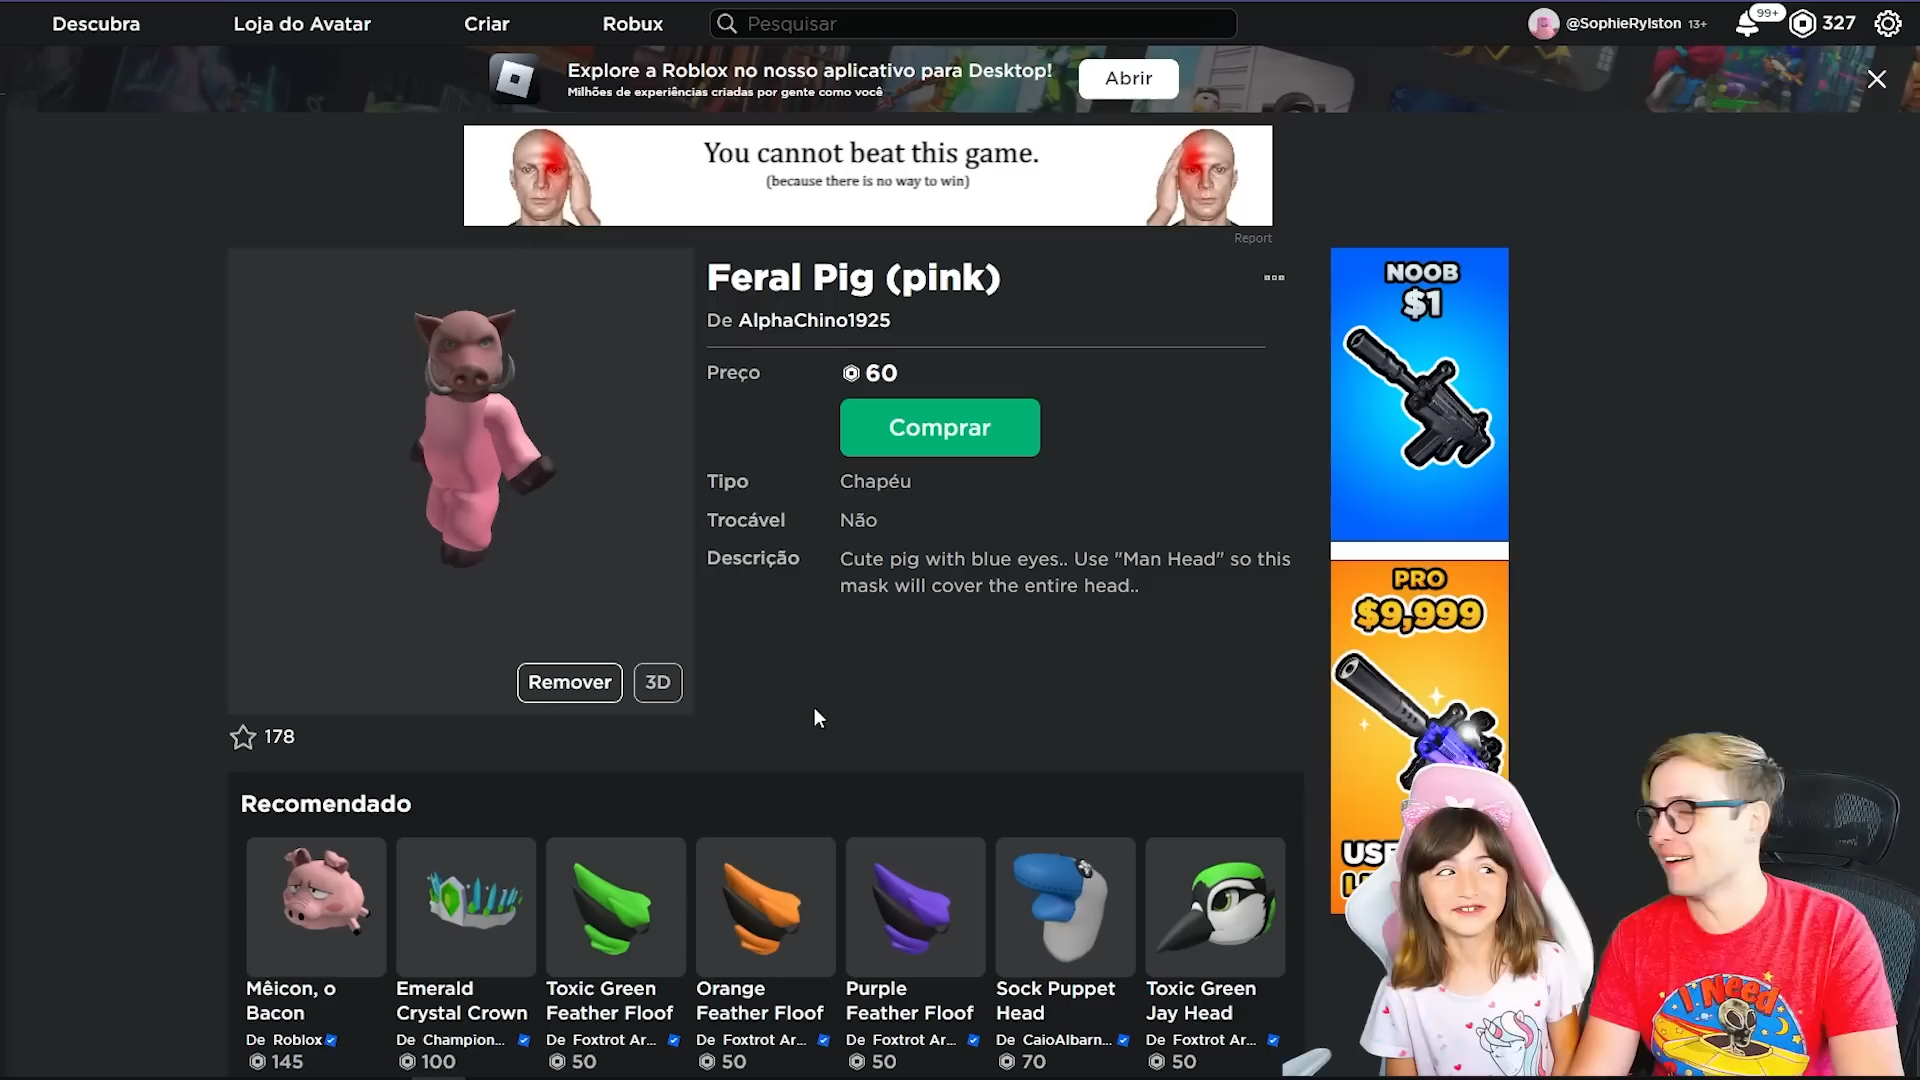 Descubra
Loja do Avatar
Criar
Robux
Pesquisar
@SophieRylston 13+
99+
327
Explore a Roblox no nosso aplicativo para Desktop!
Milhões de experiências criadas por gente como você
Abrir
You cannot beat this game.
(because there is no way to win)
Report
Feral Pig (pink)
De AlphaChino1925
Preço
60
Comprar
Tipo
Chapéu
Trocável
Não
Descrição
Cute pig with blue eyes.. Use "Man Head" so this
mask will cover the entire head..
Remover
3D
178
NOOB
$1
PRO
$9,999
Recomendado
Mêicon, o
Bacon
De Roblox
145
Emerald
Crystal Crown
De Champion...
100
Toxic Green
Feather Floof
De Foxtrot Ar...
50
Orange
Feather Floof
De Foxtrot Ar...
50
Purple
Feather Floof
De Foxtrot Ar...
50
Sock Puppet
Head
De CaioAlbarn...
70
Toxic Green
Jay Head
De Foxtrot Ar...
50
I Need